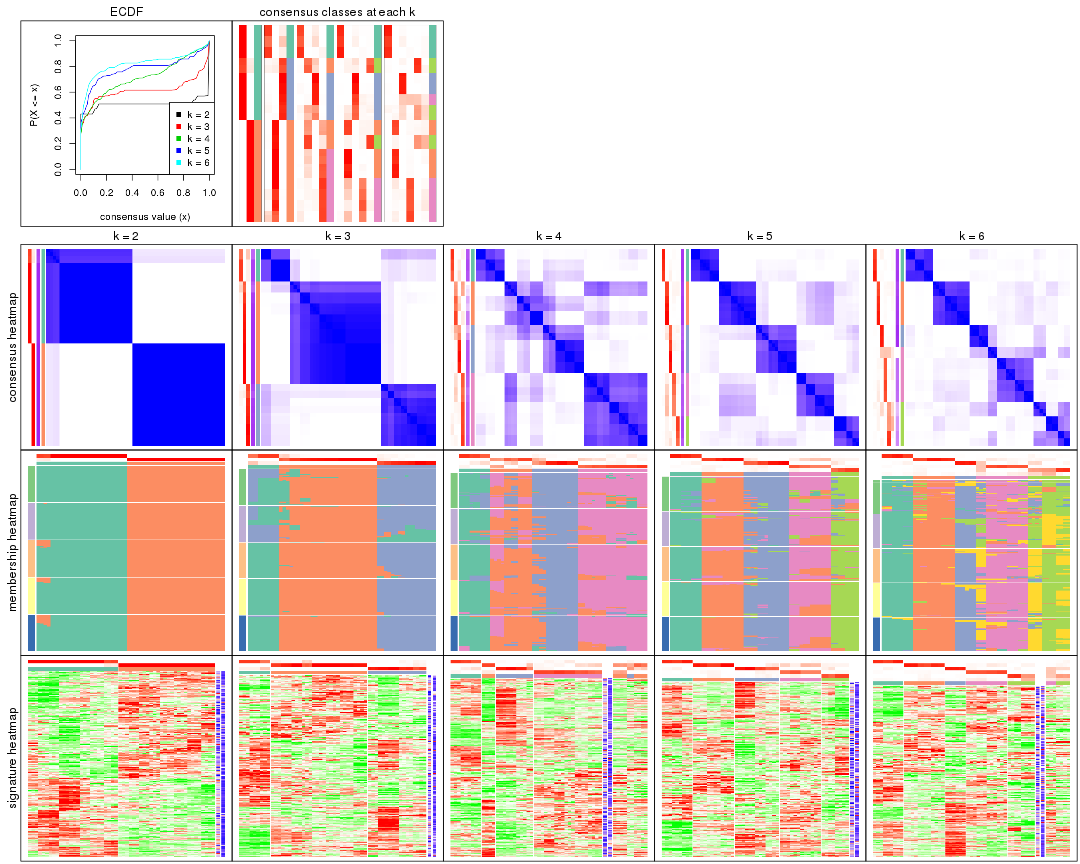 ECDF
consensus classes at each k
P(X <= x)
1.0
0.8
0.6
0.4
0.2
0.0
k = 2
k = 3
k = 4
k = 5
k = 6
0.0 0.2 0.4 0.6 0.8 1.0
consensus value (x)
k = 2
k = 3
k = 4
k = 5
k = 6
consensus heatmap
membership heatmap
signature heatmap